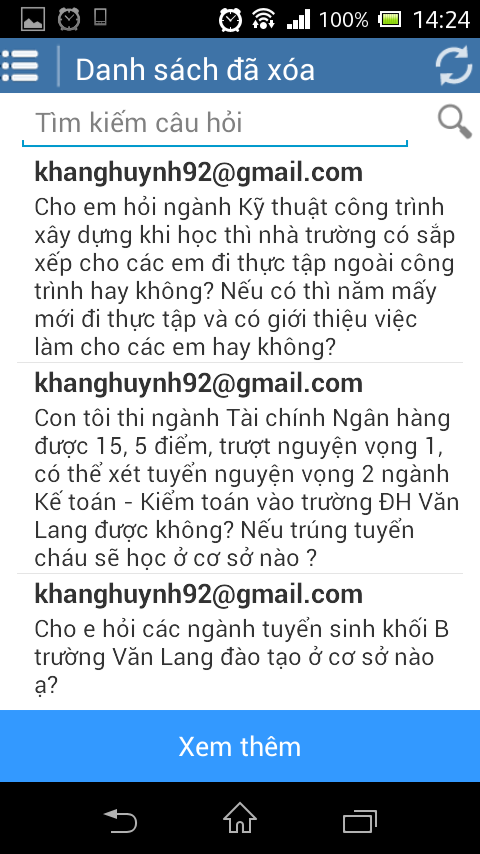 100% 14:24
Danh sách đã xóa
Tìm kiếm câu hỏi
khanghuynh92@gmail.com
Cho em hỏi ngành Kỹ thuật công trình
xây dựng khi học thì nhà trường có sắp
xếp cho các em đi thực tập ngoài công
trình hay không? Nếu có thì năm mấy
mới đi thực tập và có giới thiệu việc
làm cho các em hay không?
khanghuynh92@gmail.com
Con tôi thi ngành Tài chính Ngân hàng
được 15, 5 điểm, trượt nguyện vọng 1,
có thể xét tuyển nguyện vọng 2 ngành
Kế toán - Kiểm toán vào trường ĐH Văn
Lang được không? Nếu trúng tuyển
cháu sẽ học ở cơ sở nào ?
khanghuynh92@gmail.com
Cho e hỏi các ngành tuyển sinh khối B
trường Văn Lang đào tạo ở cơ sở nào
ạ?
Xem thêm